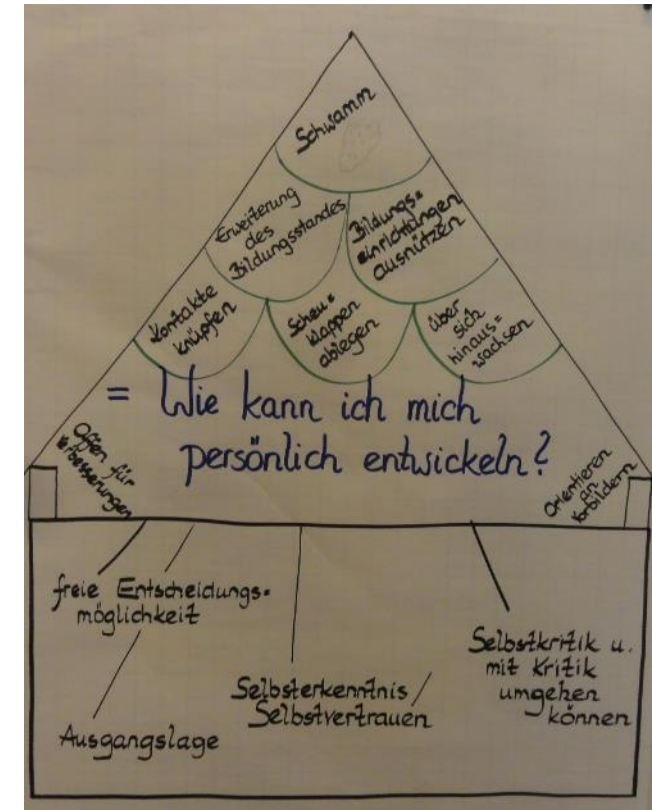 Schwamm
Erweiterung
des
Bildungsstandes
Bildungs=
einrichtungen
ausnützen
Kontakte
knüpfen
Scheu=
klappen
ablegen
über
sich
hinaus=
wachsen
= Wie kann ich mich
persönlich entwickeln?
Offen für
Verbesserungen
Orientieren
an
Vorbildern
freie Entscheidungs=
möglichkeit
Ausgangslage
Selbsterkenntnis /
Selbstvertrauen
Selbstkritik u.
mit Kritik
umgehen
können